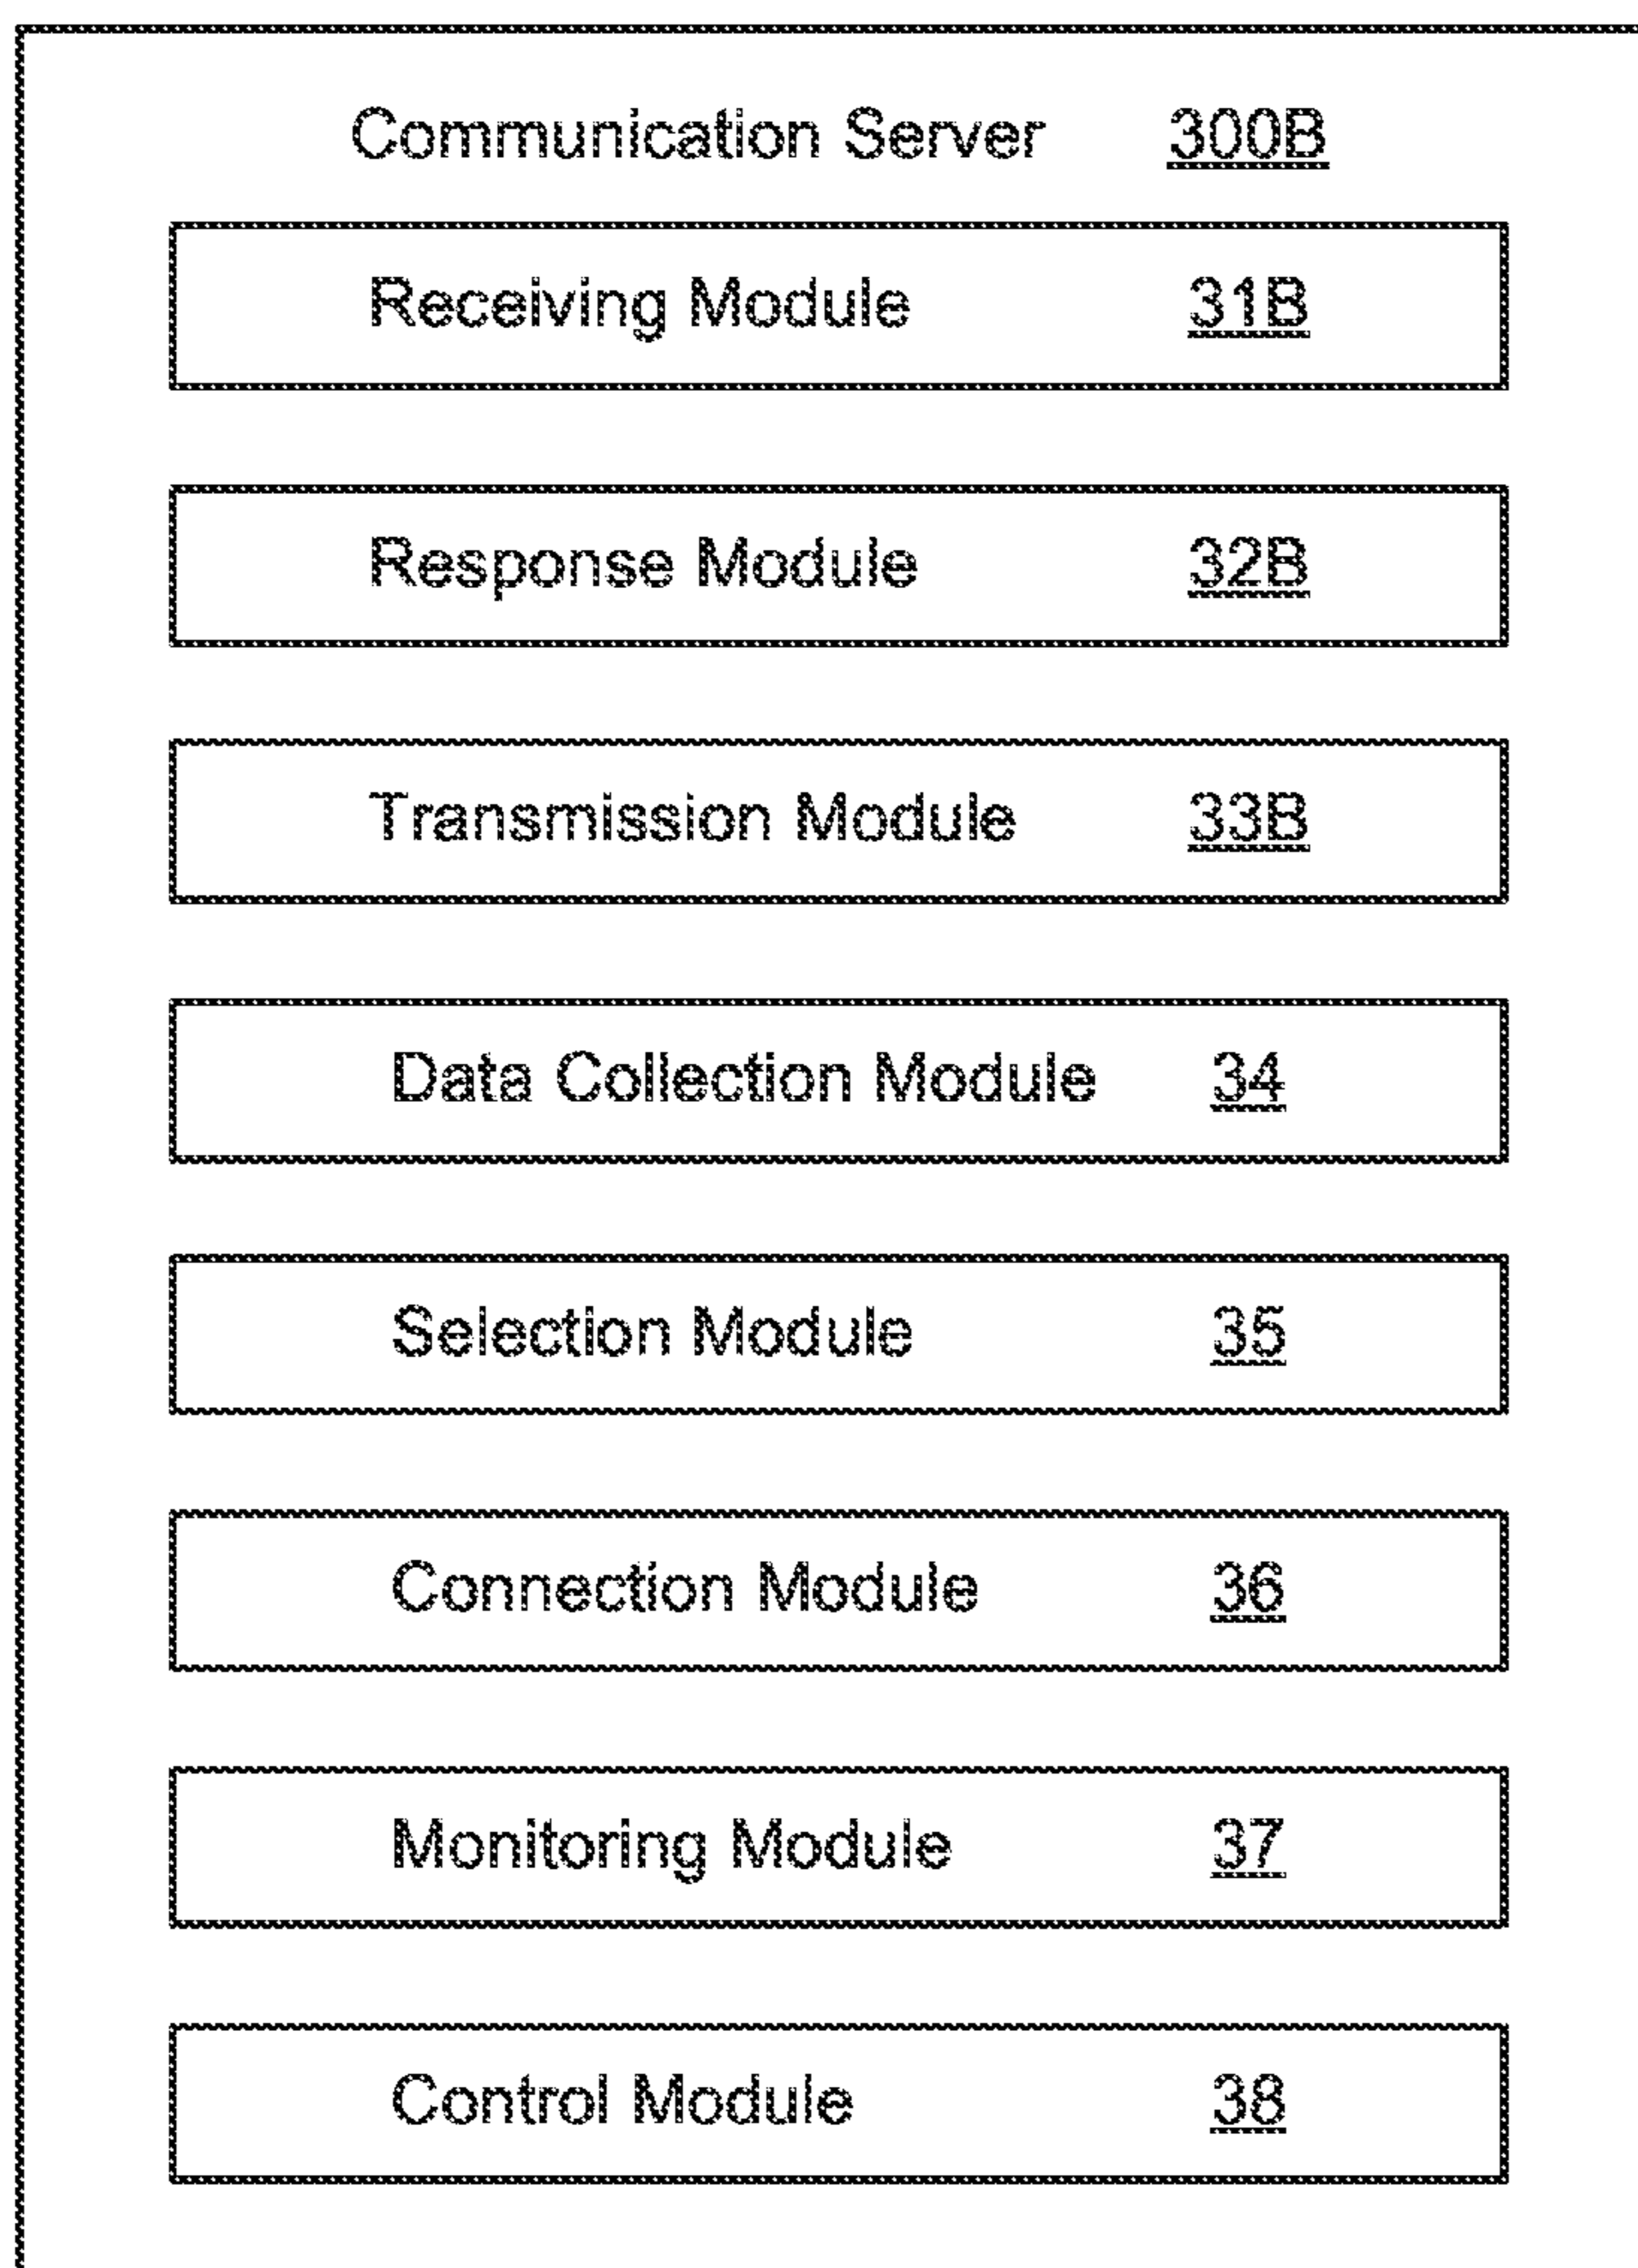 Communication Server 300B
Receiving Module 31B
Response Module 32B
Transmission Module 33B
Data Collection Module 34
Selection Module 35
Connection Module 36
Monitoring Module 37
Control Module 38